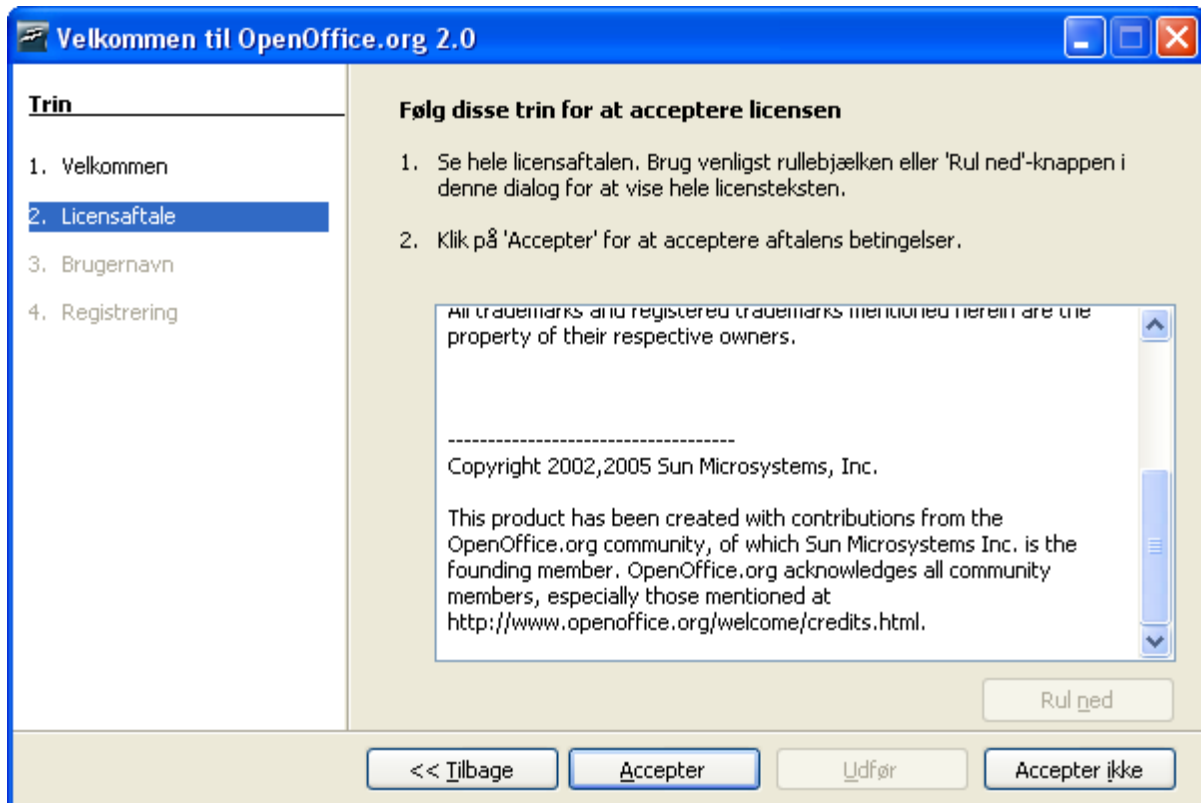 Velkommen til OpenOffice.org 2.0
Trin
1. Velkommen
2. Licensaftale
3. Brugernavn
4. Registrering
Følg disse trin for at acceptere licensen
1. Se hele licensaftalen. Brug venligst rullebjælken eller 'Rul ned'-knappen i
denne dialog for at vise hele licensteksten.
2. Klik på 'Accepter' for at acceptere aftalens betingelser.
All trademarks and registered trademarks mentioned herein are the
property of their respective owners.
------------------------------------
Copyright 2002,2005 Sun Microsystems, Inc.
This product has been created with contributions from the
OpenOffice.org community, of which Sun Microsystems Inc. is the
founding member. OpenOffice.org acknowledges all community
members, especially those mentioned at
http://www.openoffice.org/welcome/credits.html.
Rul ned
<< Tilbage
Accepter
Udfør
Accepter ikke